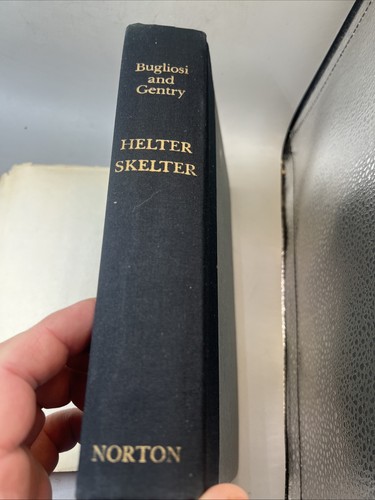 Bugliosi
and
Gentry
HELTER
SKELTER
NORTON